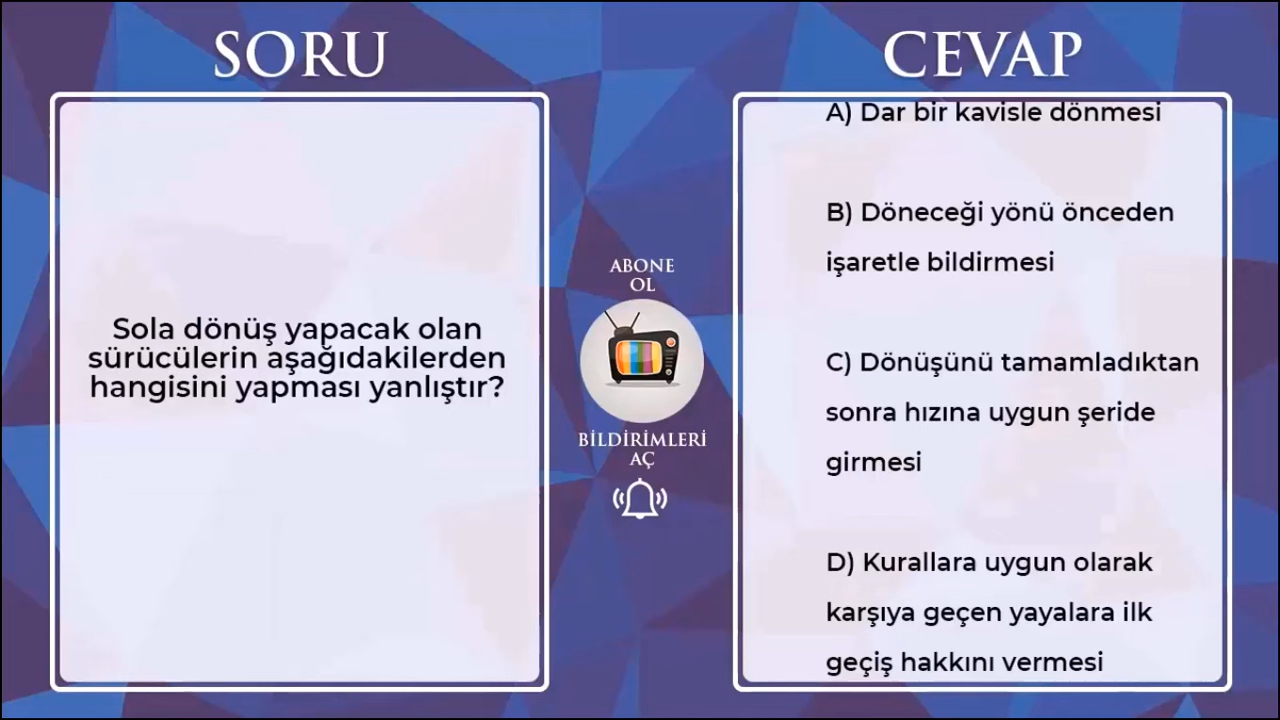 SORU
Sola dönüş yapacak olan
sürücülerin aşağıdakilerden
hangisini yapması yanlıştır?
ABONE
OL
BİLDİRİMLERİ
AÇ
CEVAP
A) Dar bir kavisle dönmesi
B) Döneceği yönü önceden
işaretle bildirmesi
C) Dönüşünü tamamladıktan
sonra hızına uygun şeride
girmesi
D) Kurallara uygun olarak
karşıya geçen yayalara ilk
geçiş hakkını vermesi